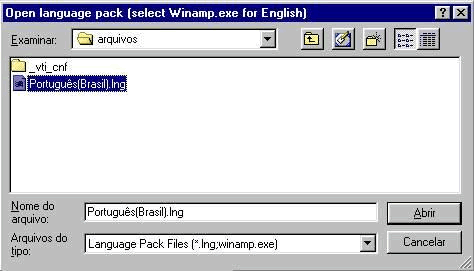 Open language pack (select Winamp.exe for English)
Examinar: arquivos
_vti_cnf
Português(Brasil).lng
Nome do arquivo: Português(Brasil).lng Abrir
Arquivos do tipo: Language Pack Files (*.lng;winamp.exe) Cancelar